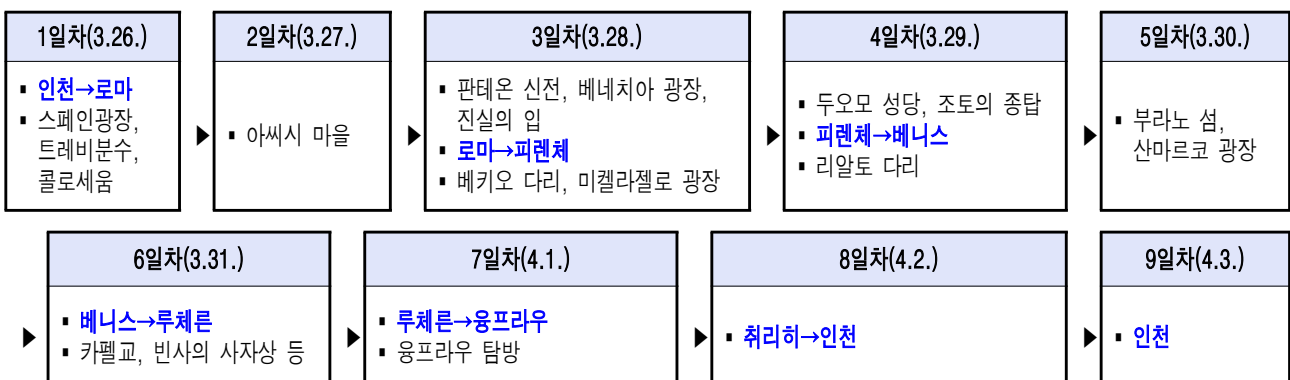 1일차(3.26.)
▪ 인천→로마
▪ 스페인광장,
트레비분수,
콜로세움
2일차(3.27.)
▪ 아씨시 마을
3일차(3.28.)
▪ 판테온 신전, 베네치아 광장,
진실의 입
▪ 로마→피렌체
▪ 베키오 다리, 미켈라젤로 광장
4일차(3.29.)
▪ 두오모 성당, 조토의 종탑
▪ 피렌체→베니스
▪ 리알토 다리
5일차(3.30.)
▪ 부라노 섬,
산마르코 광장
6일차(3.31.)
▪ 베니스→루체른
▪ 카펠교, 빈사의 사자상 등
7일차(4.1.)
▪ 루체른→융프라우
▪ 융프라우 탐방
8일차(4.2.)
▪ 취리히→인천
9일차(4.3.)
▪ 인천